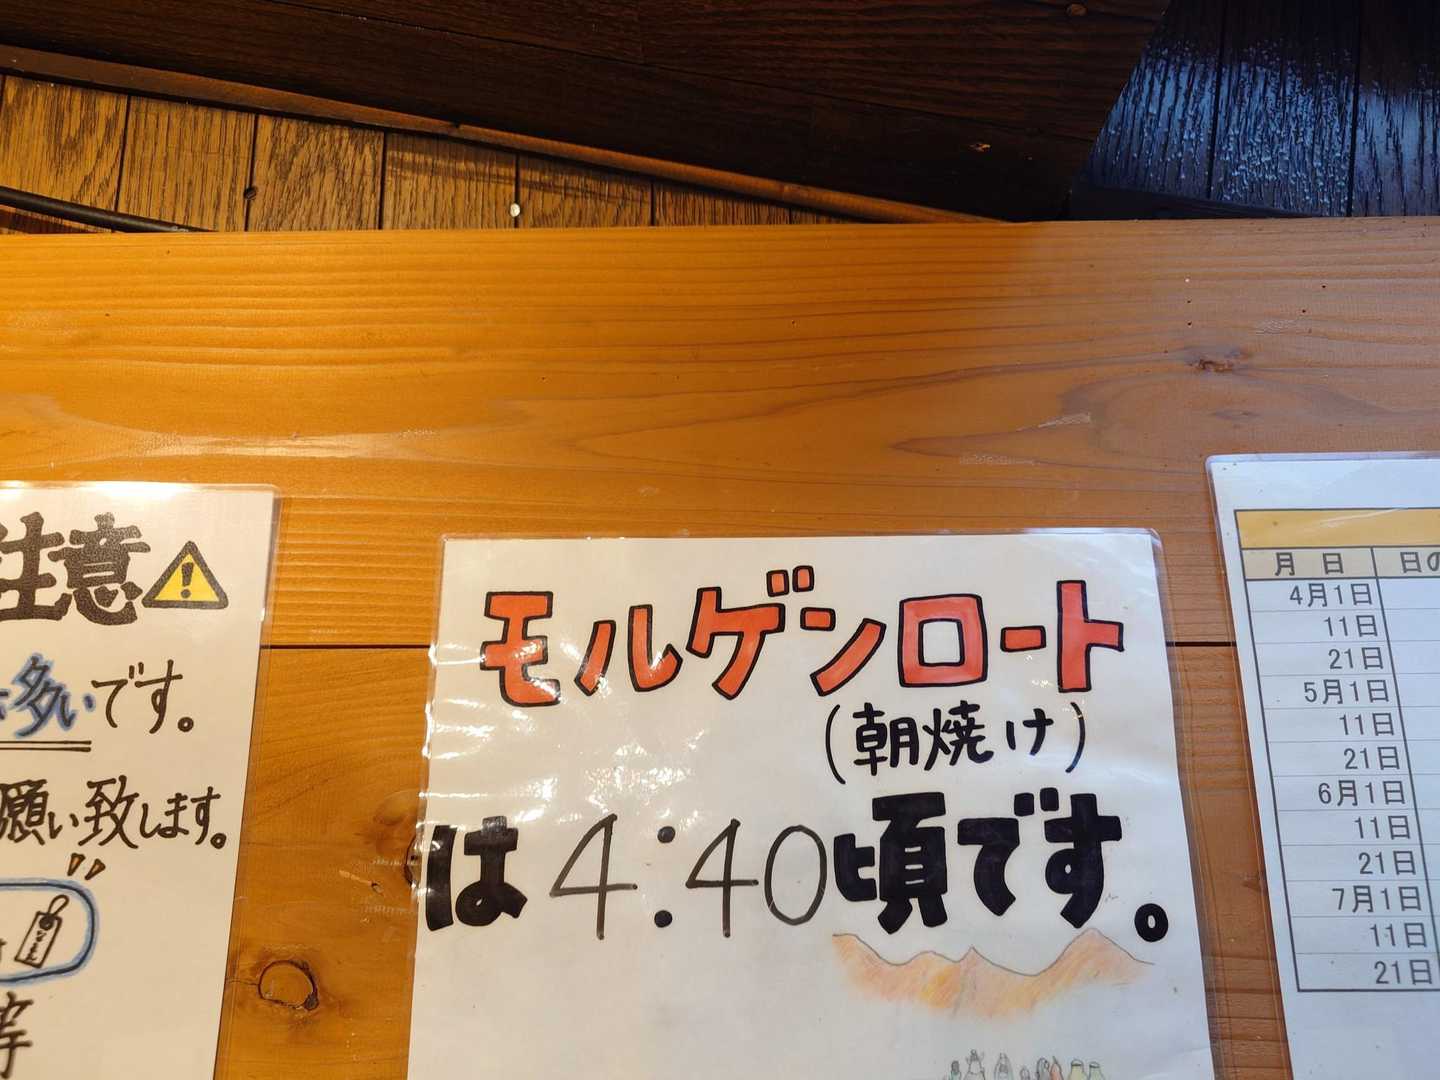 注意
多いです。
願い致します。
モルゲンロート
(朝焼け)
は4:40頃です。
月 日
日の
4月1日
11日
21日
5月1日
11日
21日
6月1日
11日
21日
7月1日
11日
21日